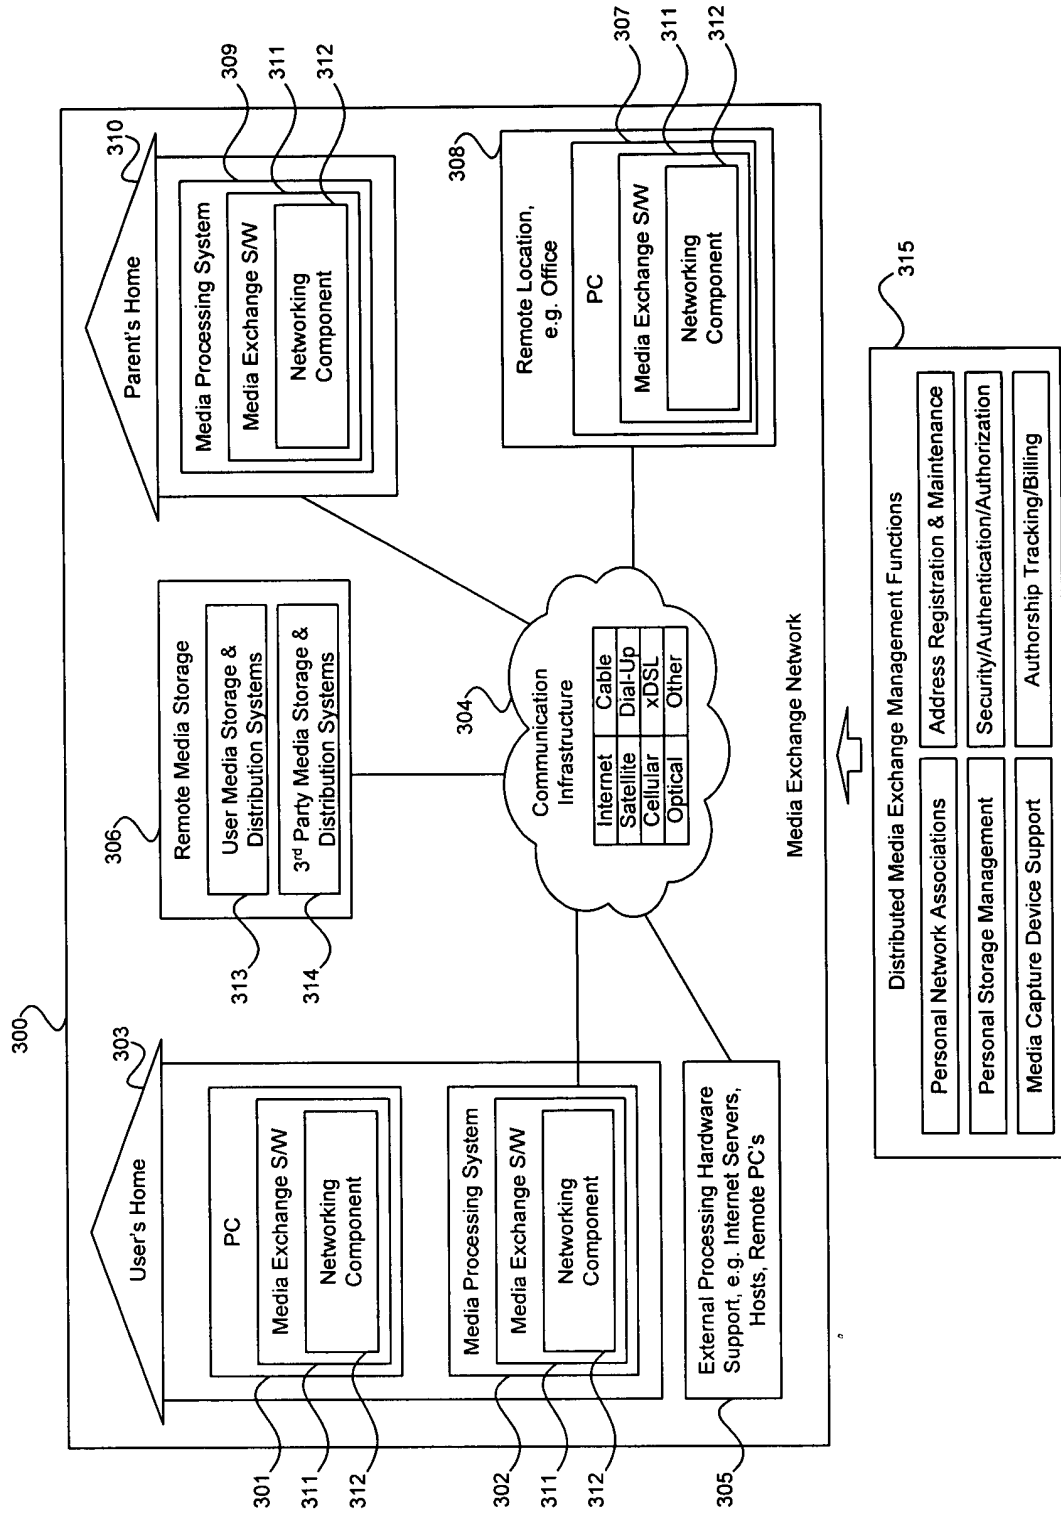 300
User's Home
303
PC
Media Exchange S/W
Networking
Component
301
311
312
Media Processing System
Media Exchange S/W
Networking
Component
302
311
312
External Processing Hardware
Support, e.g. Internet Servers,
Hosts, Remote PC's
305
306
Remote Media Storage
User Media Storage &
Distribution Systems
3rd Party Media Storage &
Distribution Systems
313
314
304
Communication
Infrastructure
Internet Cable
Satellite Dial-Up
Cellular xDSL
Optical Other
Parent's Home
310
309
311
312
Media Processing System
Media Exchange S/W
Networking
Component
308
Remote Location,
e.g. Office
PC
Media Exchange S/W
Networking
Component
307
311
312
Media Exchange Network
Distributed Media Exchange Management Functions
315
Personal Network Associations
Address Registration & Maintenance
Personal Storage Management
Security/Authentication/Authorization
Media Capture Device Support
Authorship Tracking/Billing